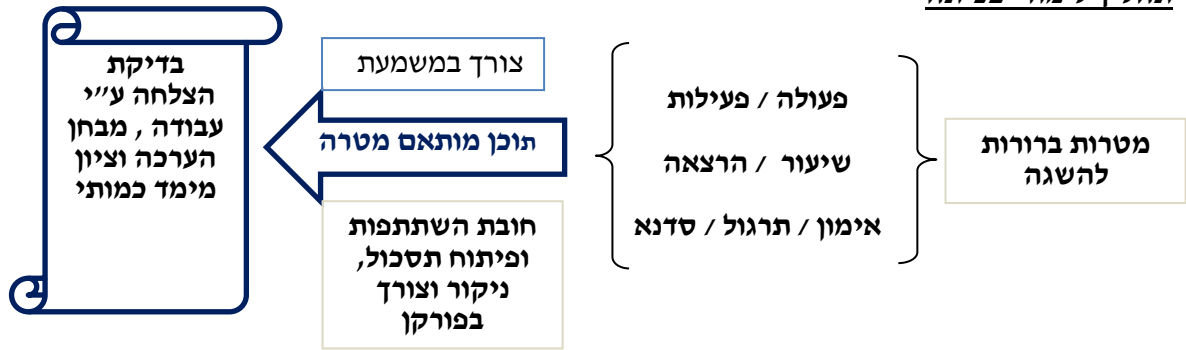 מטרות ברורות
להשגה
פעולה / פעילות
שיעור / הרצאה
אימון / תרגול / סדנא
צורך במשמעת
תוכן מותאם מטרה
חובת השתתפות
ופיתוח תסכול,
ניקור וצורך
בפורקן
בדיקת
הצלחה ע״י
עבודה , מבחן
הערכה וציון
מימד כמותי